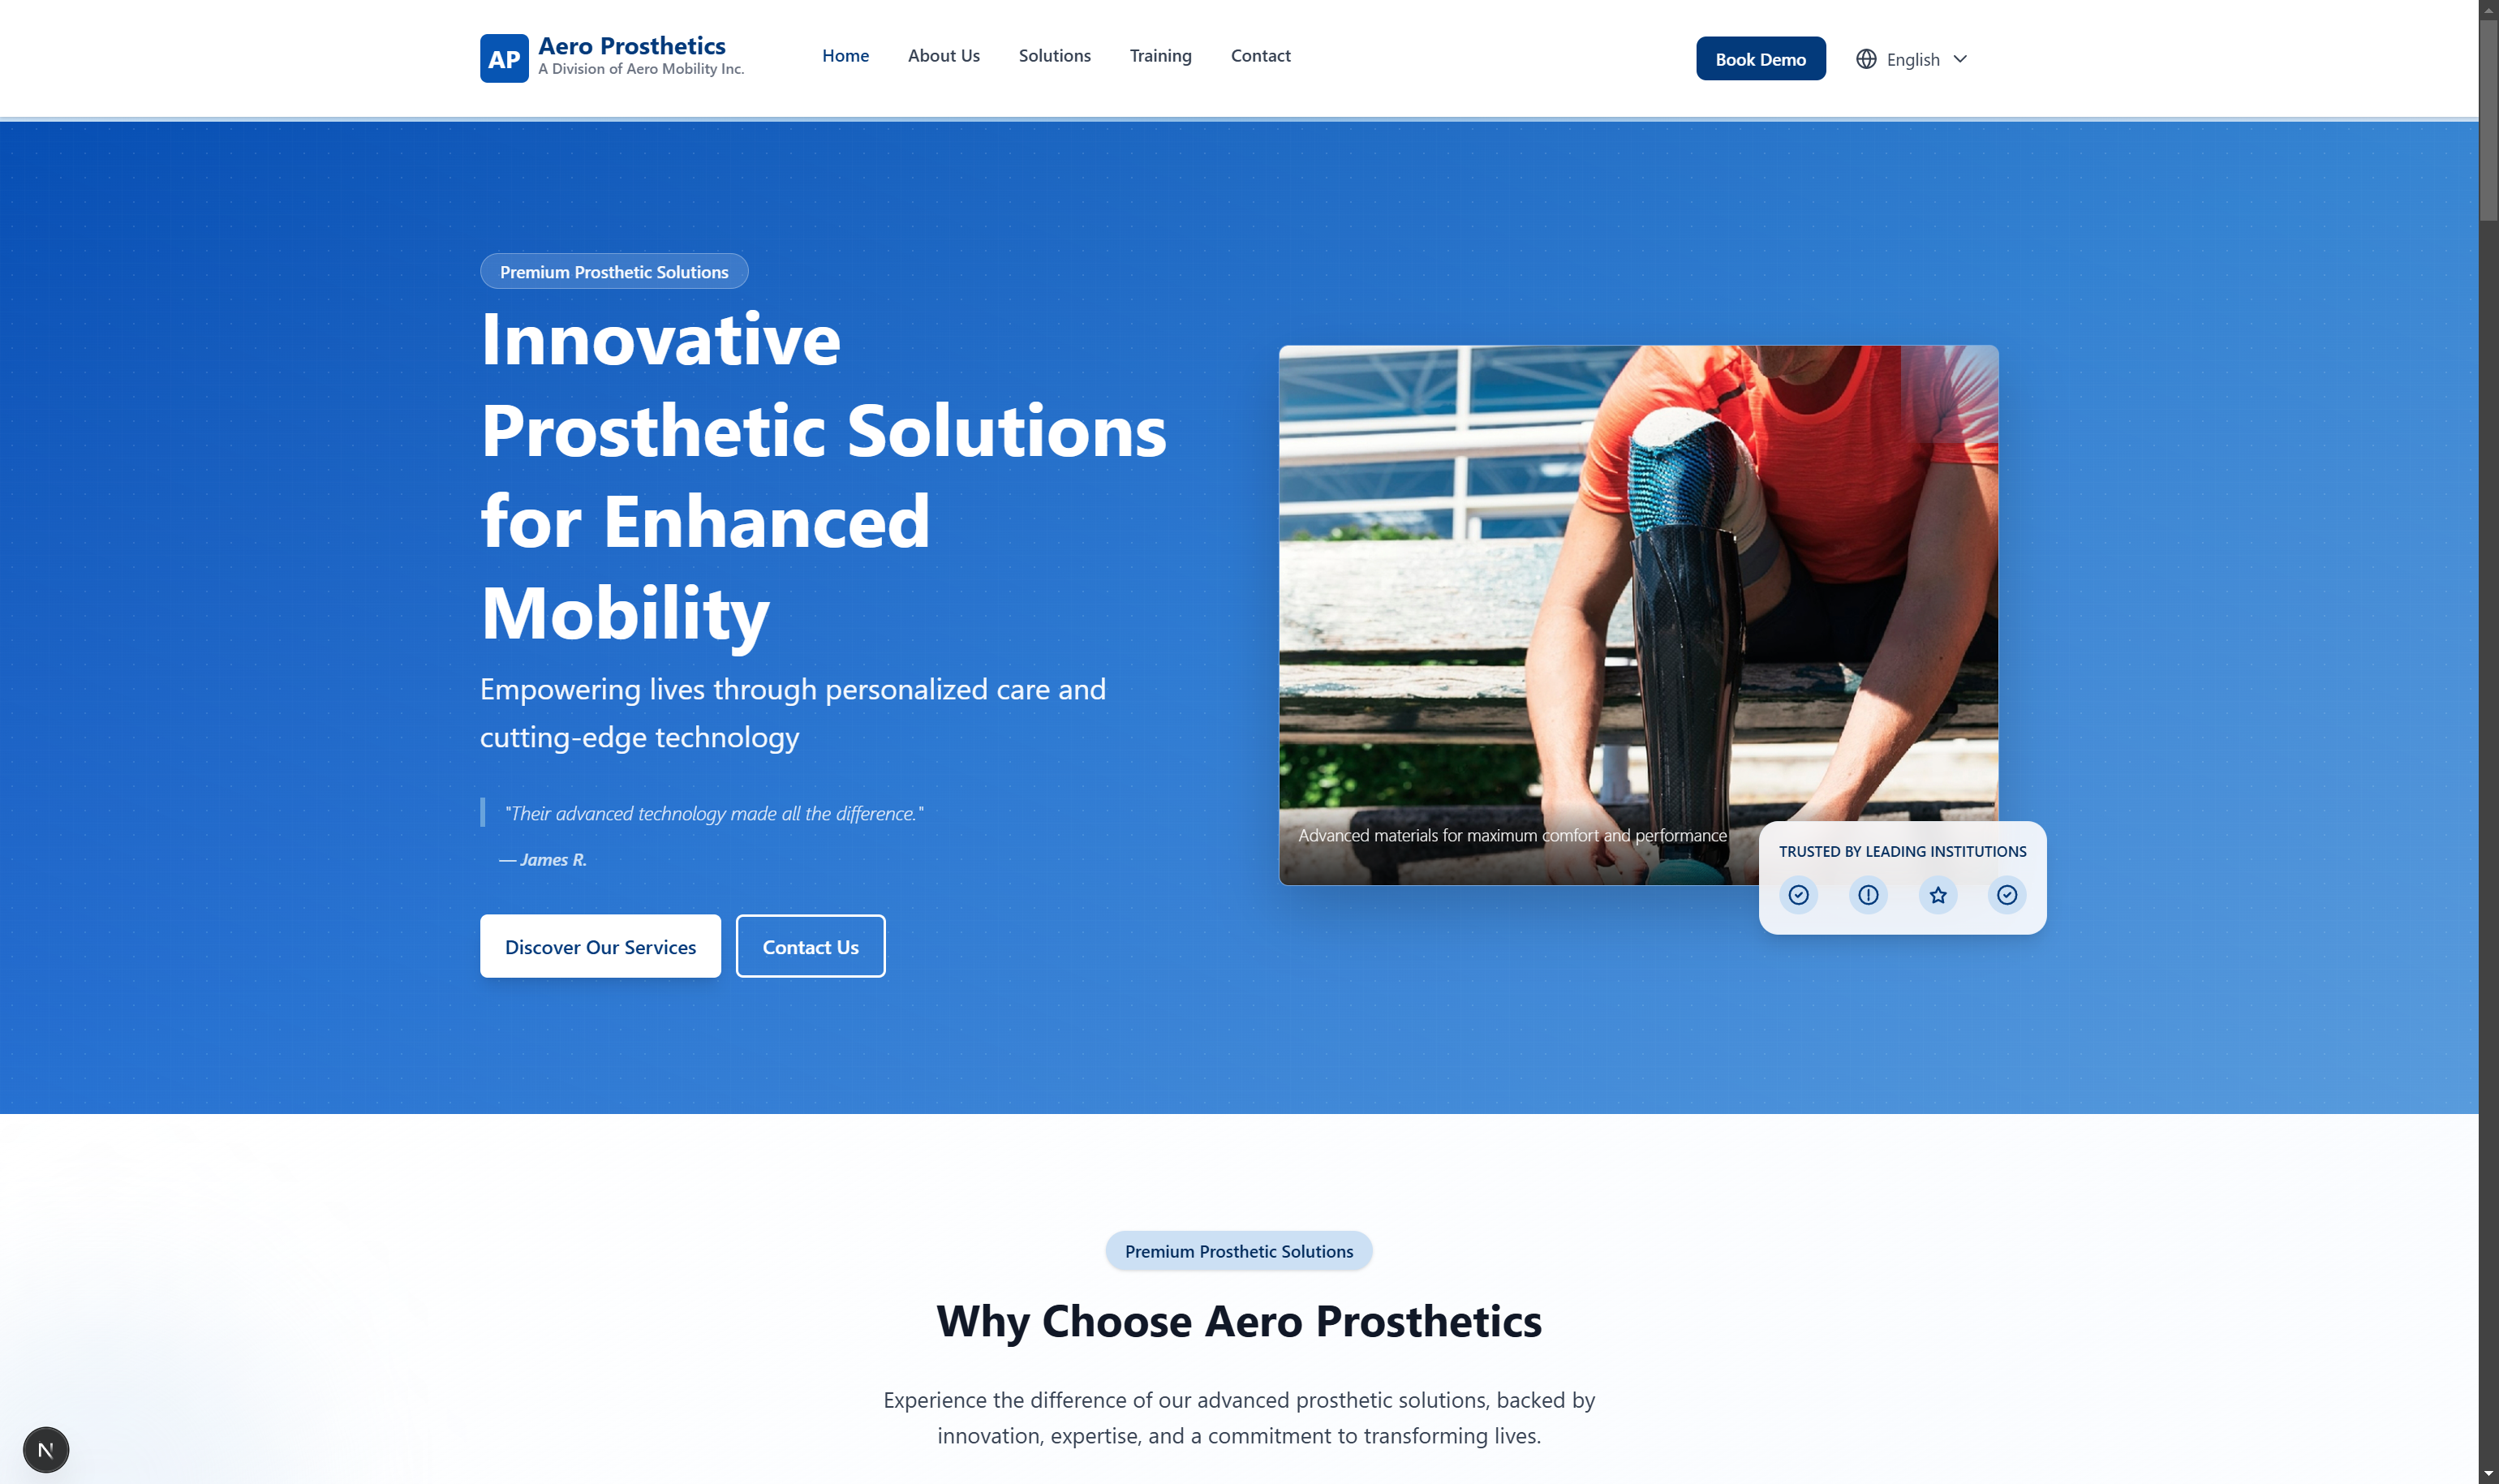 AP
Aero Prosthetics
A Division of Aero Mobility Inc.
Home
About Us
Solutions
Training
Contact
Book Demo
English
Premium Prosthetic Solutions
Innovative
Prosthetic Solutions
for Enhanced
Mobility
Empowering lives through personalized care and
cutting-edge technology
"Their advanced technology made all the difference."
— James R.
Discover Our Services
Contact Us
Advanced materials for maximum comfort and performance
TRUSTED BY LEADING INSTITUTIONS
Premium Prosthetic Solutions
Why Choose Aero Prosthetics
Experience the difference of our advanced prosthetic solutions, backed by
innovation, expertise, and a commitment to transforming lives.
N